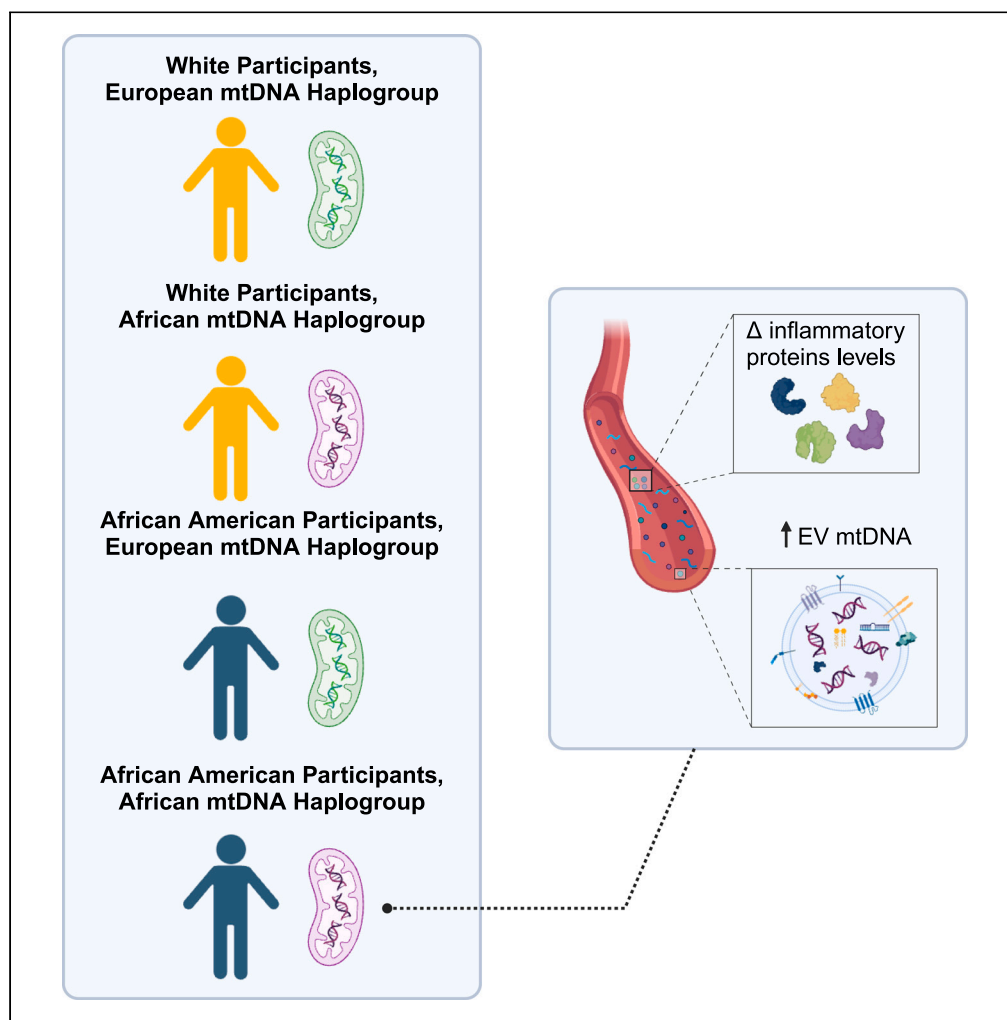 White Participants,
European mtDNA Haplogroup
White Participants,
African mtDNA Haplogroup
African American Participants,
European mtDNA Haplogroup
African American Participants,
African mtDNA Haplogroup
Δ inflammatory
proteins levels
↑ EV mtDNA